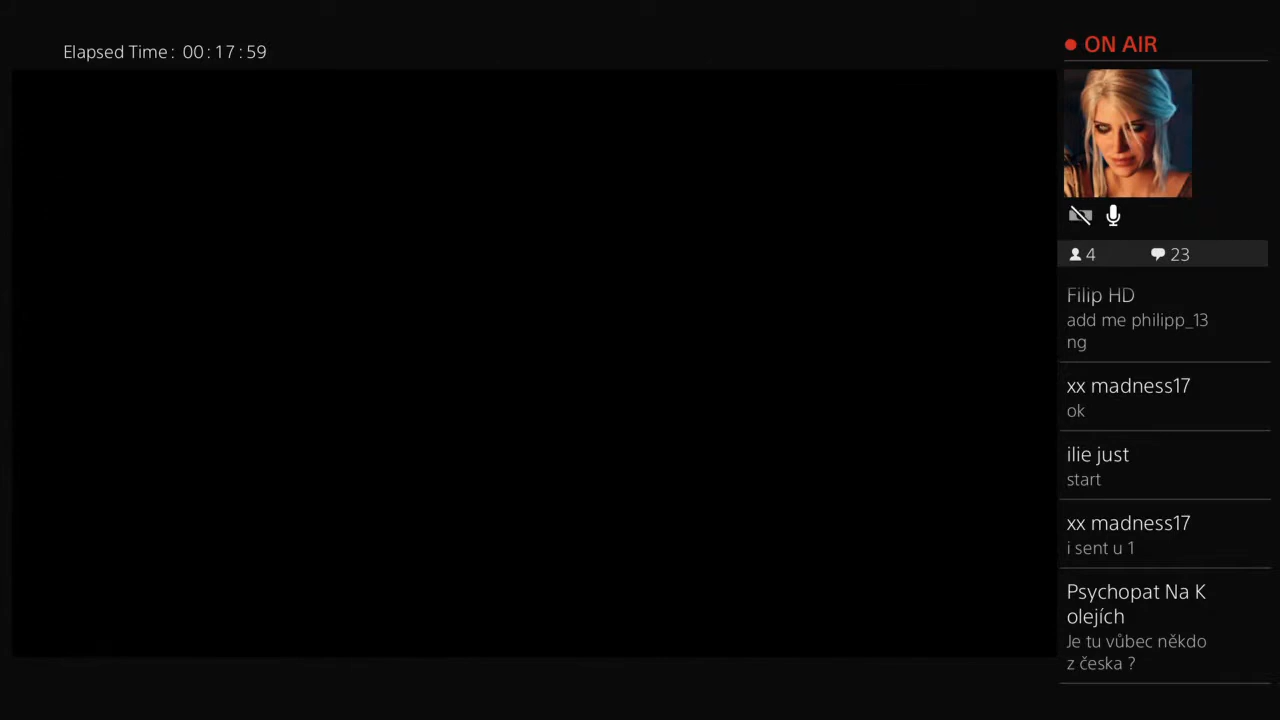 Elapsed Time: 00:17:59
ON AIR
4 23
Filip HD
add me philipp_13
ng
xx madness17
ok
ilie just
start
xx madness17
i sent u 1
Psychopat Na K
olejích
Je tu vůbec někdo
z česka ?